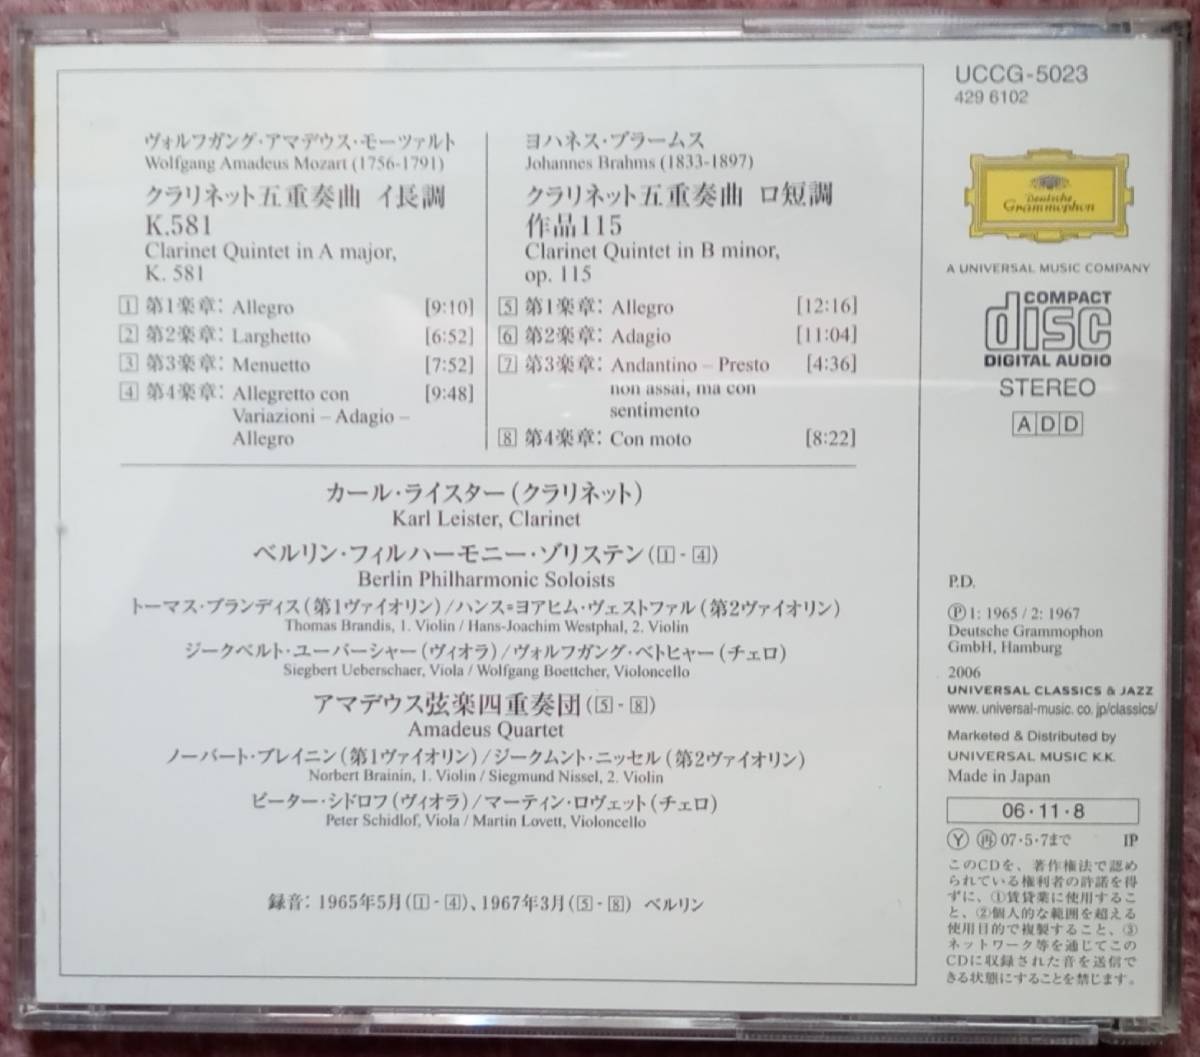 ヴォルフガング・アマデウス・モーツァルト
Wolfgang Amadeus Mozart (1756-1791)
クラリネット五重奏曲 イ長調
K.581
Clarinet Quintet in A major,
K. 581
1 第1楽章: Allegro [9:10]
2 第2楽章: Larghetto [6:52]
3 第3楽章: Menuetto [7:52]
4 第4楽章: Allegretto con [9:48]
Variazioni – Adagio –
Allegro
ヨハネス・ブラームス
Johannes Brahms (1833-1897)
クラリネット五重奏曲 ロ短調
作品115
Clarinet Quintet in B minor,
op. 115
5 第1楽章: Allegro [12:16]
6 第2楽章: Adagio [11:04]
7 第3楽章: Andantino – Presto [4:36]
non assai, ma con
sentimento
8 第4楽章: Con moto [8:22]
カール・ライスター(クラリネット)
Karl Leister, Clarinet
ベルリン・フィルハーモニー・ゾリステン(1 - 4)
Berlin Philharmonic Soloists
トーマス・ブランディス(第1ヴァイオリン)/ハンス=ヨアヒム・ヴェストファル(第2ヴァイオリン)
Thomas Brandis, 1. Violin / Hans-Joachim Westphal, 2. Violin
ジークベルト・ユーバーシャー(ヴィオラ)/ヴォルフガング・ベトヒャー(チェロ)
Siegbert Ueberschaer, Viola / Wolfgang Boettcher, Violoncello
アマデウス弦楽四重奏団(5 - 8)
Amadeus Quartet
ノーバート・ブレイニン(第1ヴァイオリン)/ジークムント・ニッセル(第2ヴァイオリン)
Norbert Brainin, 1. Violin / Siegmund Nissel, 2. Violin
ピーター・シドロフ(ヴィオラ)/マーティン・ロヴェット(チェロ)
Peter Schidlof, Viola / Martin Lovett, Violoncello
録音: 1965年5月(1 - 4)、1967年3月(5 - 8) ベルリン
UCCG-5023
429 6102
Deutsche
Grammophon
A UNIVERSAL MUSIC COMPANY
COMPACT
disc
DIGITAL AUDIO
STEREO
ADD
P.D.
Ⓟ 1: 1965 / 2: 1967
Deutsche Grammophon
GmbH, Hamburg
2006
UNIVERSAL CLASSICS & JAZZ
www.universal-music.co.jp/classics/
Marketed & Distributed by
UNIVERSAL MUSIC K.K.
Made in Japan
06・11・8
Ⓨ ㊢ 07・5・7まで IP
このCDを、著作権法で認め
られている権利者の許諾を得
ずに、①賃貸業に使用するこ
と、②個人的な範囲を超える
使用目的で複製すること、③
ネットワーク等を通じてこの
CDに収録された音を送信で
きる状態にすることを禁じます。